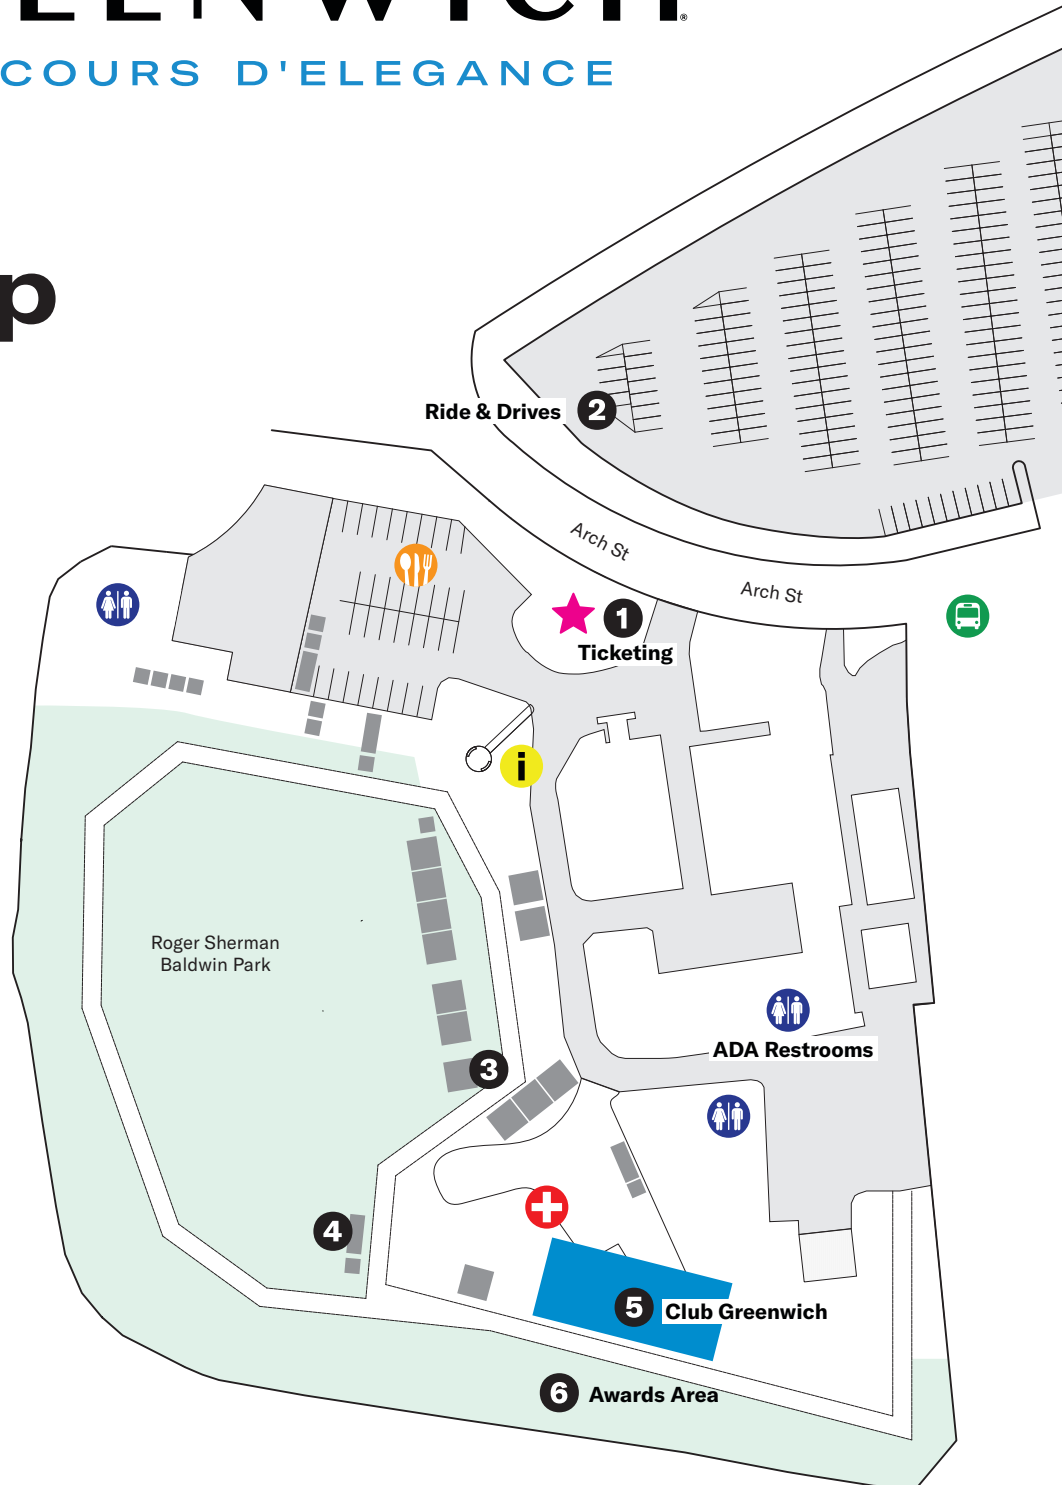 EENWICH®
COURS D'ELEGANCE
p
Ride & Drives 2
Arch St
Arch St
1
Ticketing
i
Roger Sherman
Baldwin Park
ADA Restrooms
3
4
5 Club Greenwich
6 Awards Area